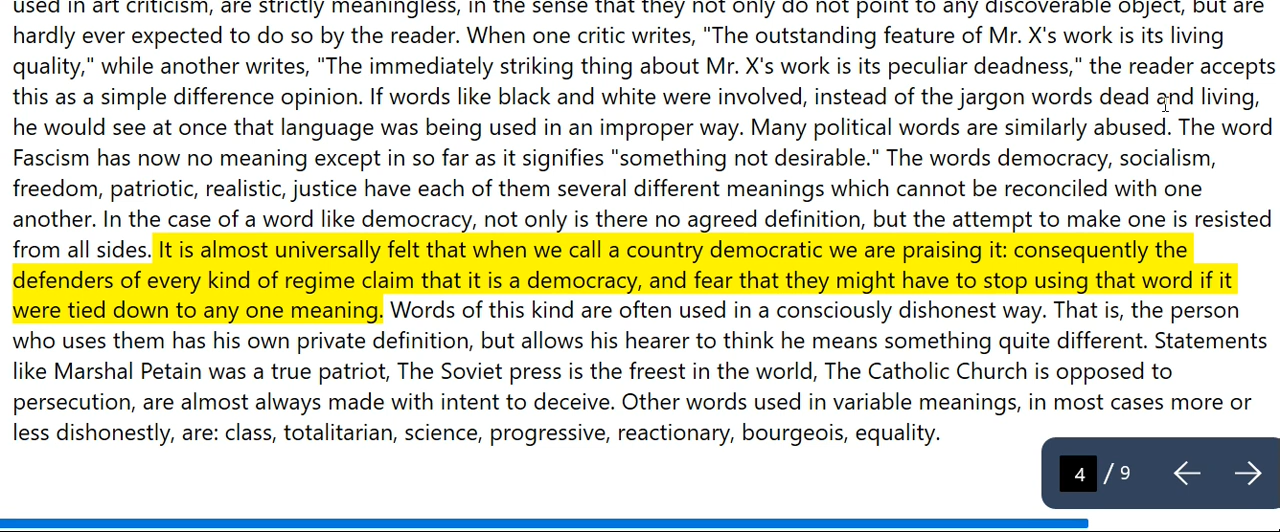 used in art criticism, are strictly meaningless, in the sense that they not only do not point to any discoverable object, but are
hardly ever expected to do so by the reader. When one critic writes, "The outstanding feature of Mr. X's work is its living
quality," while another writes, "The immediately striking thing about Mr. X's work is its peculiar deadness," the reader accepts
this as a simple difference opinion. If words like black and white were involved, instead of the jargon words dead and living,
he would see at once that language was being used in an improper way. Many political words are similarly abused. The word
Fascism has now no meaning except in so far as it signifies "something not desirable." The words democracy, socialism,
freedom, patriotic, realistic, justice have each of them several different meanings which cannot be reconciled with one
another. In the case of a word like democracy, not only is there no agreed definition, but the attempt to make one is resisted
from all sides. It is almost universally felt that when we call a country democratic we are praising it: consequently the
defenders of every kind of regime claim that it is a democracy, and fear that they might have to stop using that word if it
were tied down to any one meaning. Words of this kind are often used in a consciously dishonest way. That is, the person
who uses them has his own private definition, but allows his hearer to think he means something quite different. Statements
like Marshal Petain was a true patriot, The Soviet press is the freest in the world, The Catholic Church is opposed to
persecution, are almost always made with intent to deceive. Other words used in variable meanings, in most cases more or
less dishonestly, are: class, totalitarian, science, progressive, reactionary, bourgeois, equality.
4 / 9